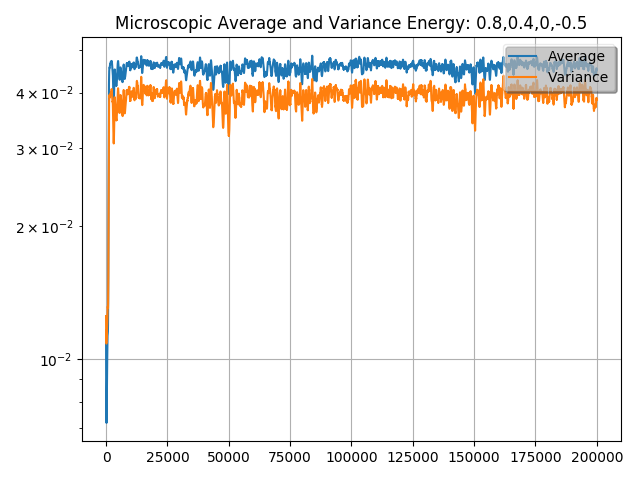 Microscopic Average and Variance Energy: 0.8,0.4,0,-0.5
Average
Variance
4 × 10⁻²
3 × 10⁻²
2 × 10⁻²
10⁻²
0 25000 50000 75000 100000 125000 150000 175000 200000